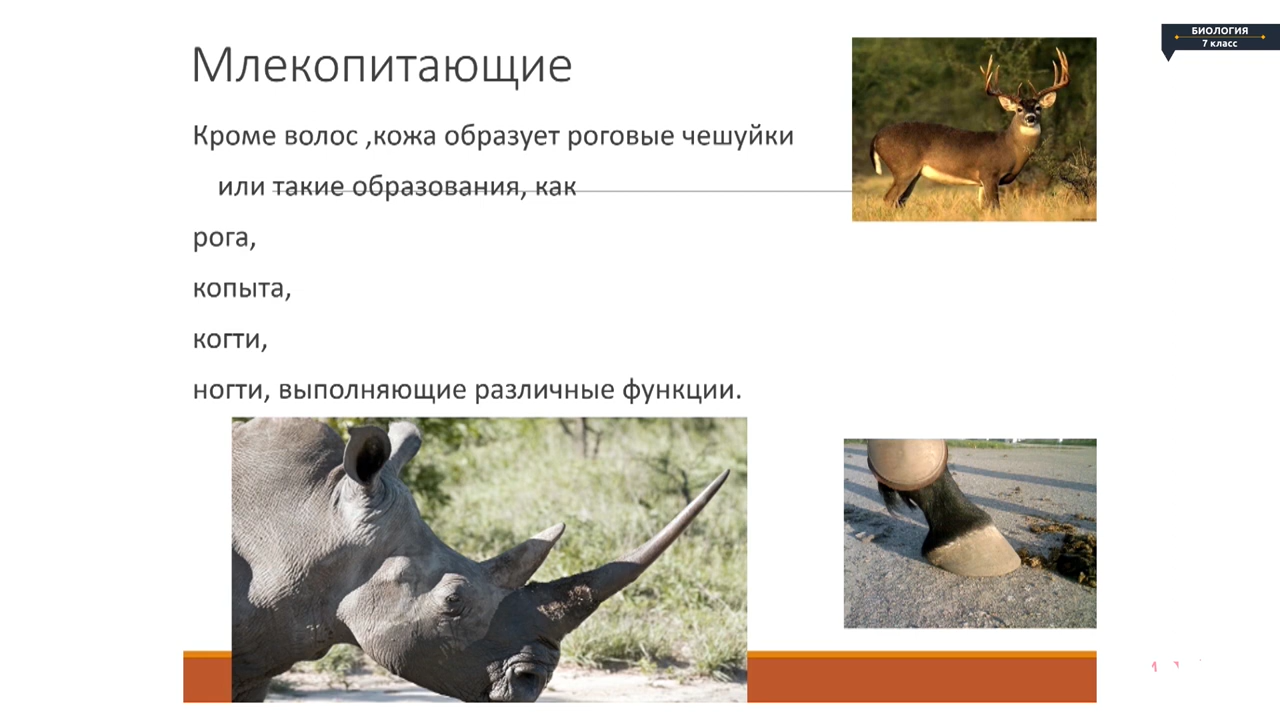 Млекопитающие
БИОЛОГИЯ
7 класс
Кроме волос ,кожа образует роговые чешуйки
или такие образования, как
рога,
копыта,
когти,
ногти, выполняющие различные функции.